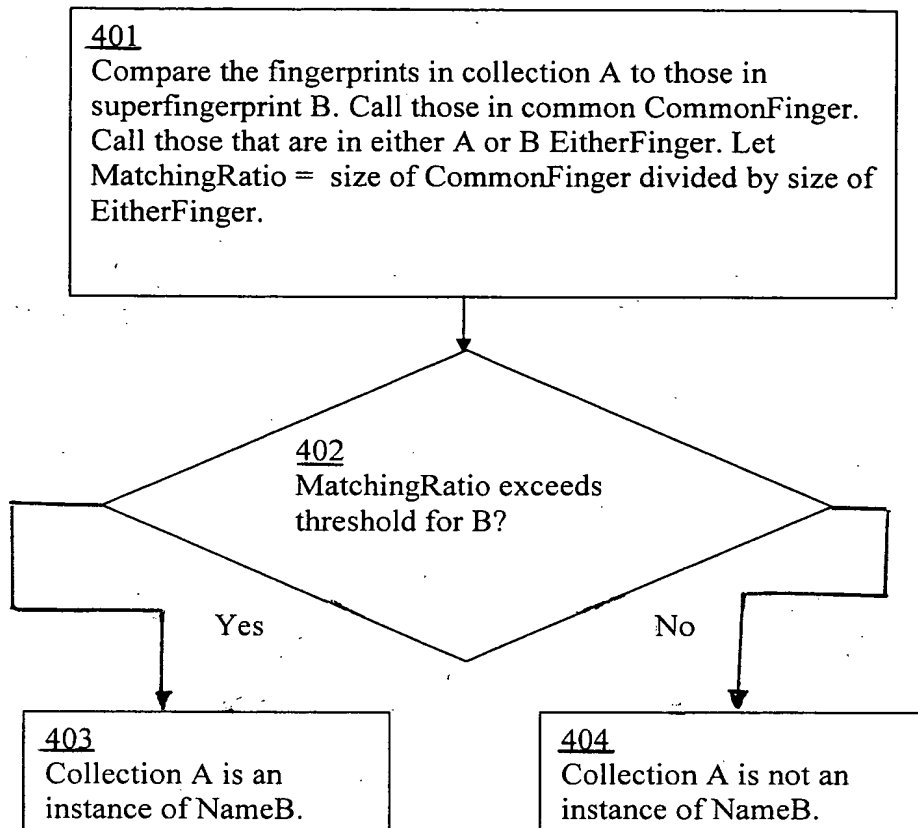 401
Compare the fingerprints in collection A to those in
superfingerprint B. Call those in common CommonFinger.
Call those that are in either A or B EitherFinger. Let
MatchingRatio = size of CommonFinger divided by size of
EitherFinger.
402
MatchingRatio exceeds
threshold for B?
Yes
No
403
Collection A is an
instance of NameB.
404
Collection A is not an
instance of NameB.